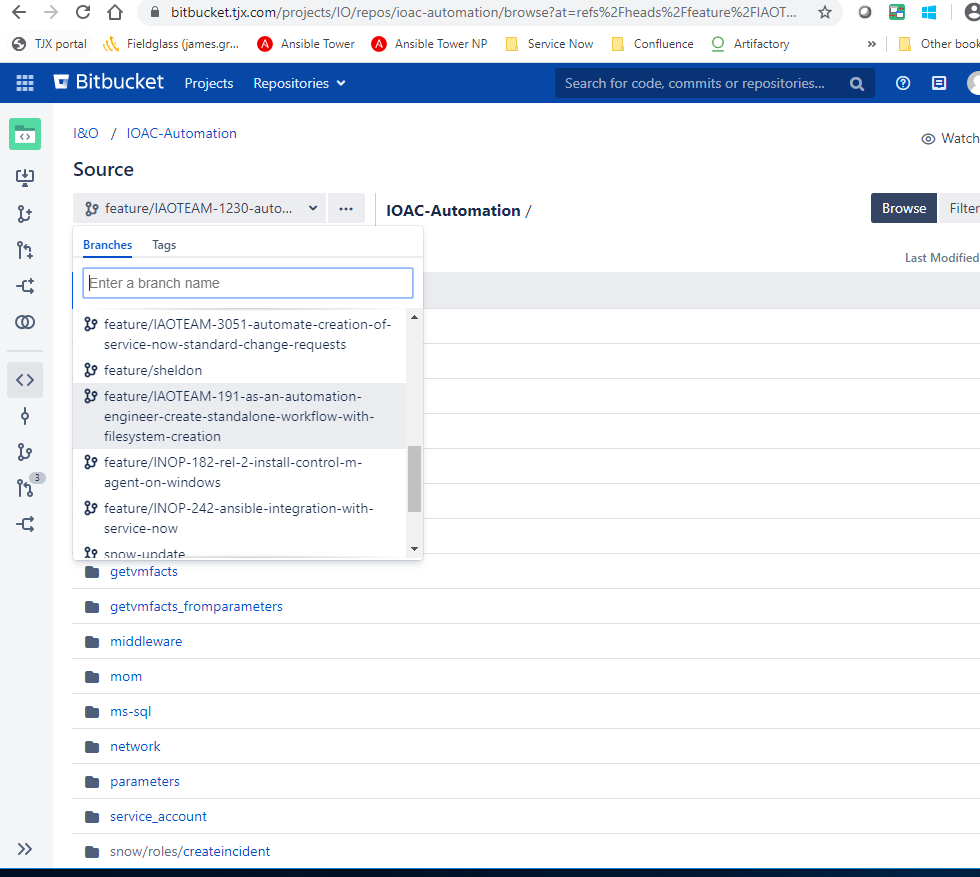 bitbucket.tjx.com/projects/IO/repos/ioac-automation/browse?at=refs%2Fheads%2Ffeature%2FIAOT...
TJX portal Fieldglass (james.gr... Ansible Tower Ansible Tower NP Service Now Confluence Artifactory » Other book
Bitbucket Projects Repositories Search for code, commits or repositories...
I&O / IOAC-Automation
Watch
Source
feature/IAOTEAM-1230-auto... ... IOAC-Automation / Browse Filter
Branches Tags
Last Modified
Enter a branch name
feature/IAOTEAM-3051-automate-creation-of-
service-now-standard-change-requests
feature/sheldon
feature/IAOTEAM-191-as-an-automation-
engineer-create-standalone-workflow-with-
filesystem-creation
feature/INOP-182-rel-2-install-control-m-
agent-on-windows
3
feature/INOP-242-ansible-integration-with-
service-now
snow-update
getvmfacts
getvmfacts_fromparameters
middleware
mom
ms-sql
network
parameters
service_account
snow/roles/createincident